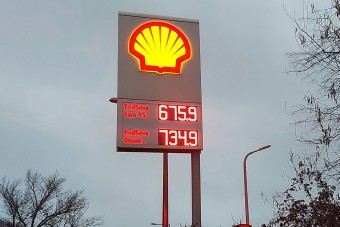 FuelSave
Euro 95
675.9
FuelSave
Diesel
734.9